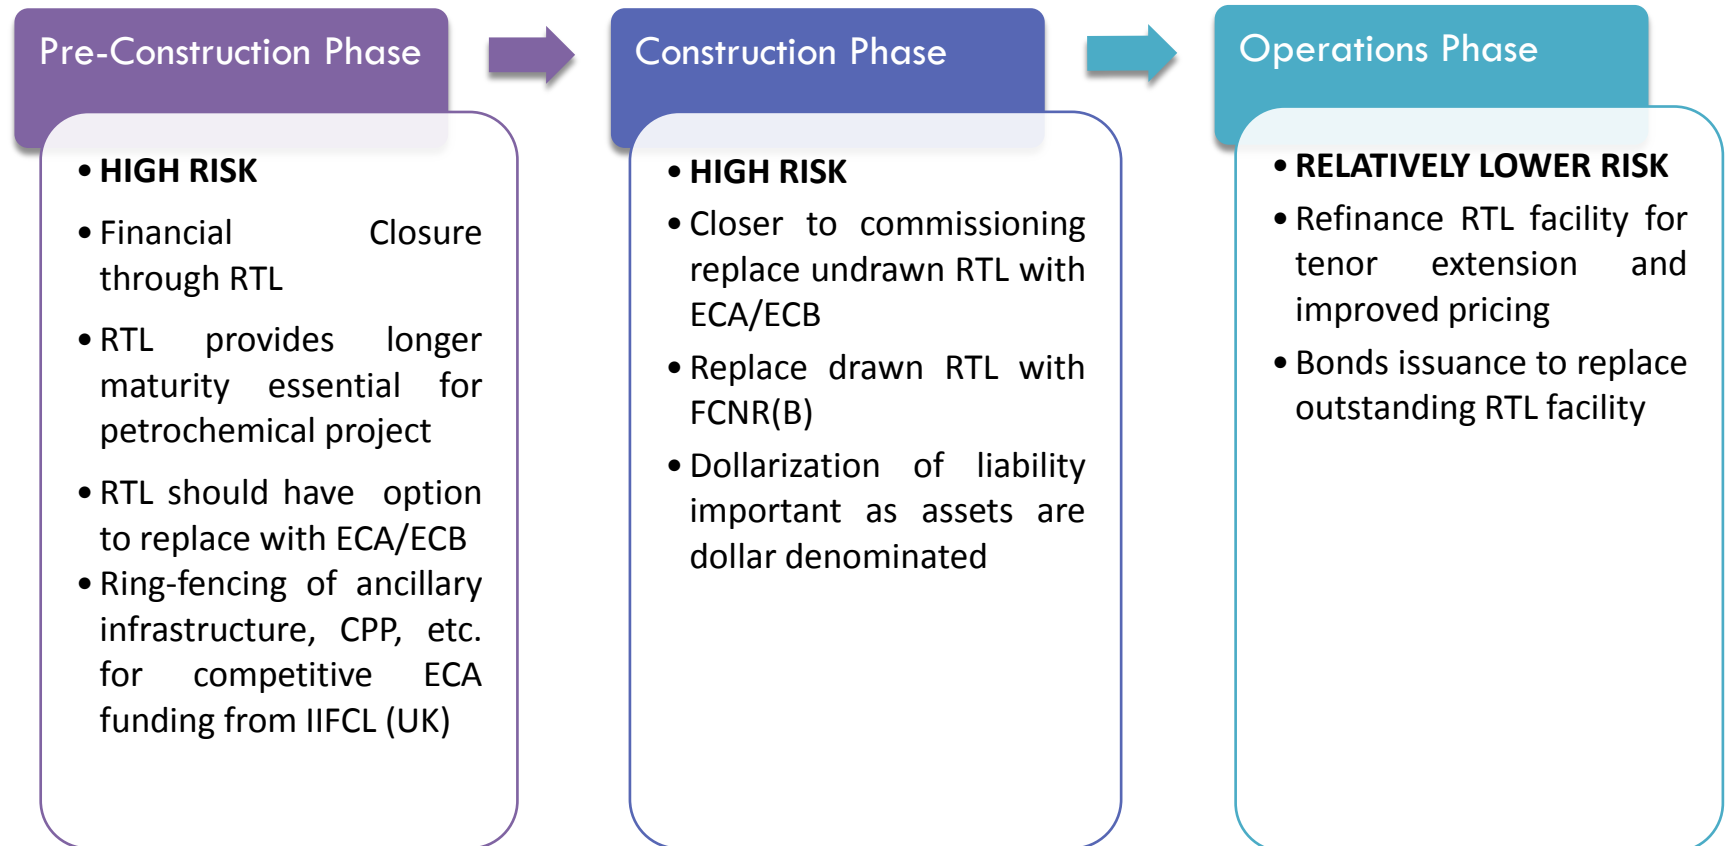 Pre-Construction Phase
• HIGH RISK
• Financial Closure
through RTL
• RTL provides longer
maturity essential for
petrochemical project
• RTL should have option
to replace with ECA/ECB
• Ring-fencing of ancillary
infrastructure, CPP, etc.
for competitive ECA
funding from IIFCL (UK)
Construction Phase
• HIGH RISK
• Closer to commissioning
replace undrawn RTL with
ECA/ECB
• Replace drawn RTL with
FCNR(B)
• Dollarization of liability
important as assets are
dollar denominated
Operations Phase
• RELATIVELY LOWER RISK
• Refinance RTL facility for
tenor extension and
improved pricing
• Bonds issuance to replace
outstanding RTL facility